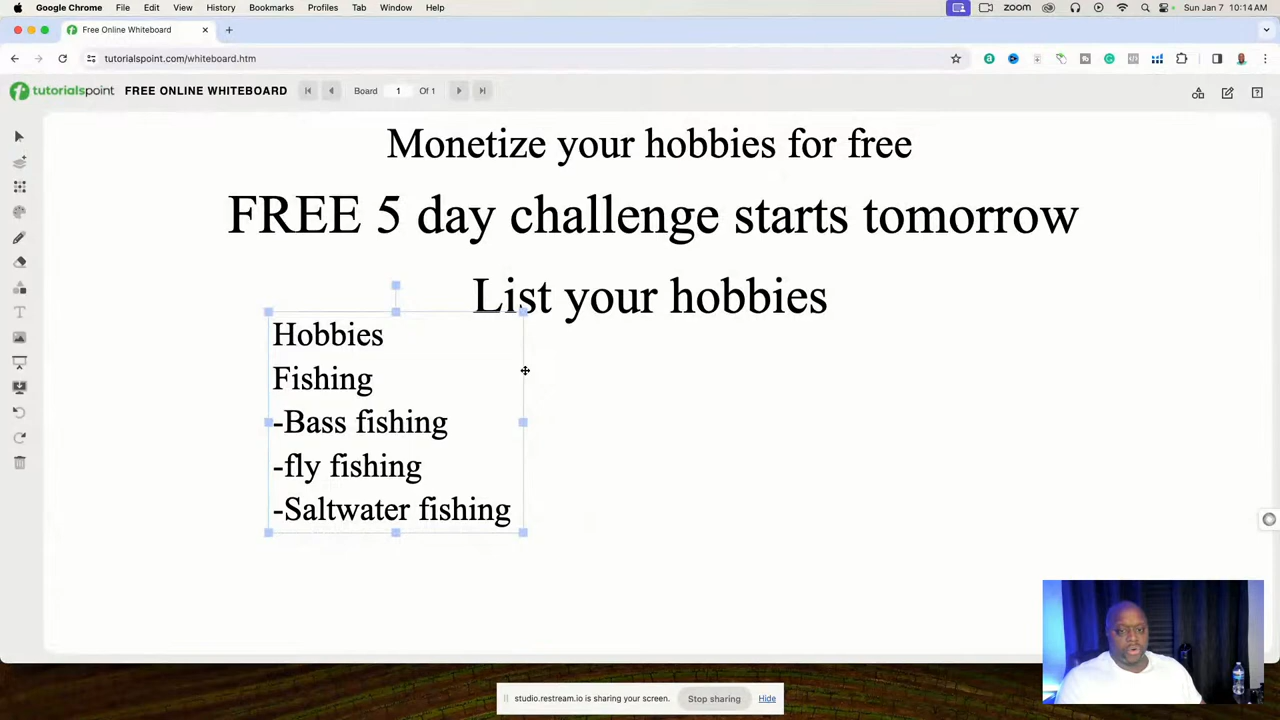 Google Chrome File Edit View History Bookmarks Profiles Tab Window Help zoom Sun Jan 7 10:14 AM
Free Online Whiteboard
tutorialspoint.com/whiteboard.htm
tutorialspoint FREE ONLINE WHITEBOARD Board 1 Of 1
Monetize your hobbies for free
FREE 5 day challenge starts tomorrow
List your hobbies
Hobbies
Fishing
-Bass fishing
-fly fishing
-Saltwater fishing
studio.restream.io is sharing your screen. Stop sharing Hide